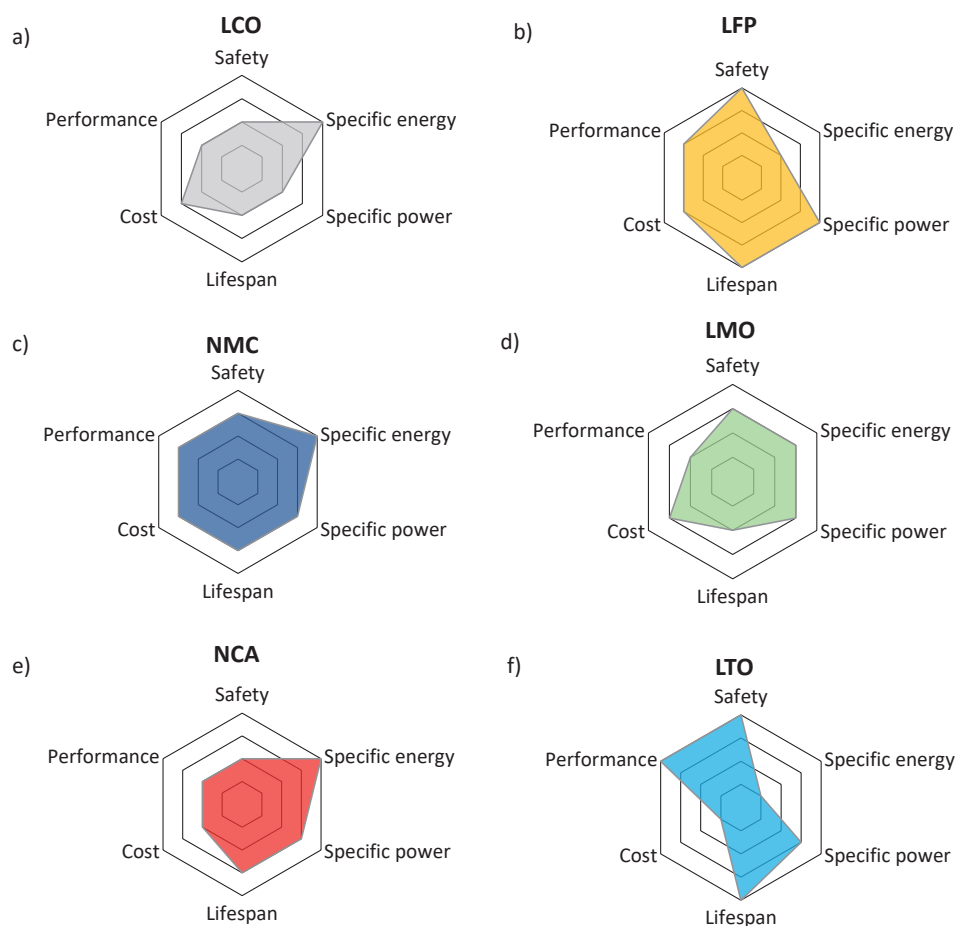 a)
LCO
Safety
Performance
Specific energy
Cost
Specific power
Lifespan
b)
LFP
Safety
Performance
Specific energy
Cost
Specific power
Lifespan
c)
NMC
Safety
Performance
Specific energy
Cost
Specific power
Lifespan
d)
LMO
Safety
Performance
Specific energy
Cost
Specific power
Lifespan
e)
NCA
Safety
Performance
Specific energy
Cost
Specific power
Lifespan
f)
LTO
Safety
Performance
Specific energy
Cost
Specific power
Lifespan